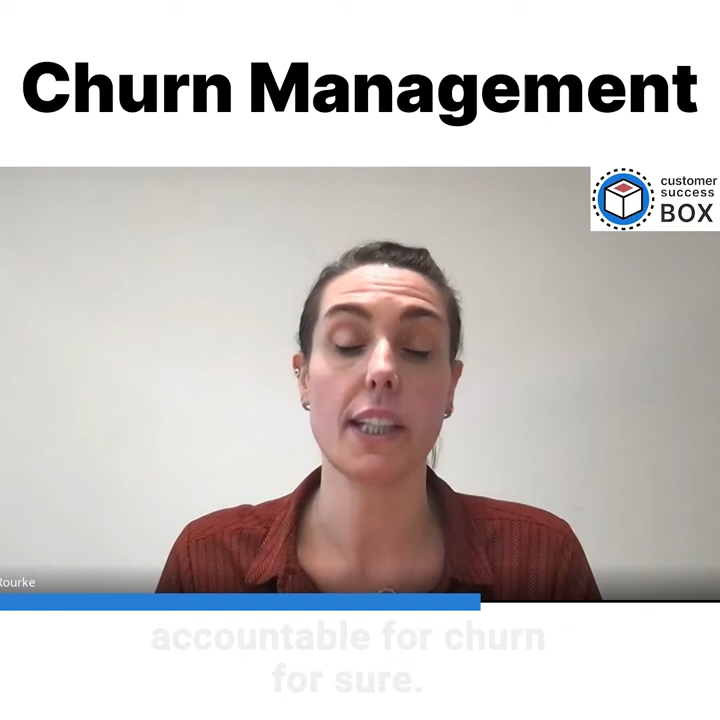 Churn Management
customer
success
BOX
Rourke
accountable for churn
for sure.